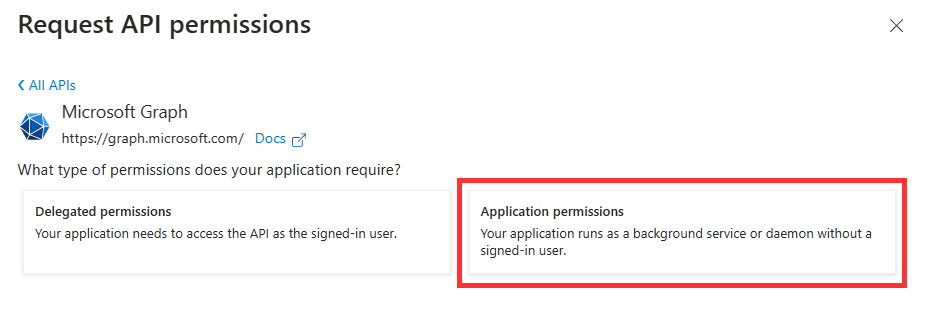 Request API permissions
All APIs
Microsoft Graph
https://graph.microsoft.com/ Docs
What type of permissions does your application require?
Delegated permissions
Your application needs to access the API as the signed-in user.
Application permissions
Your application runs as a background service or daemon without a
signed-in user.